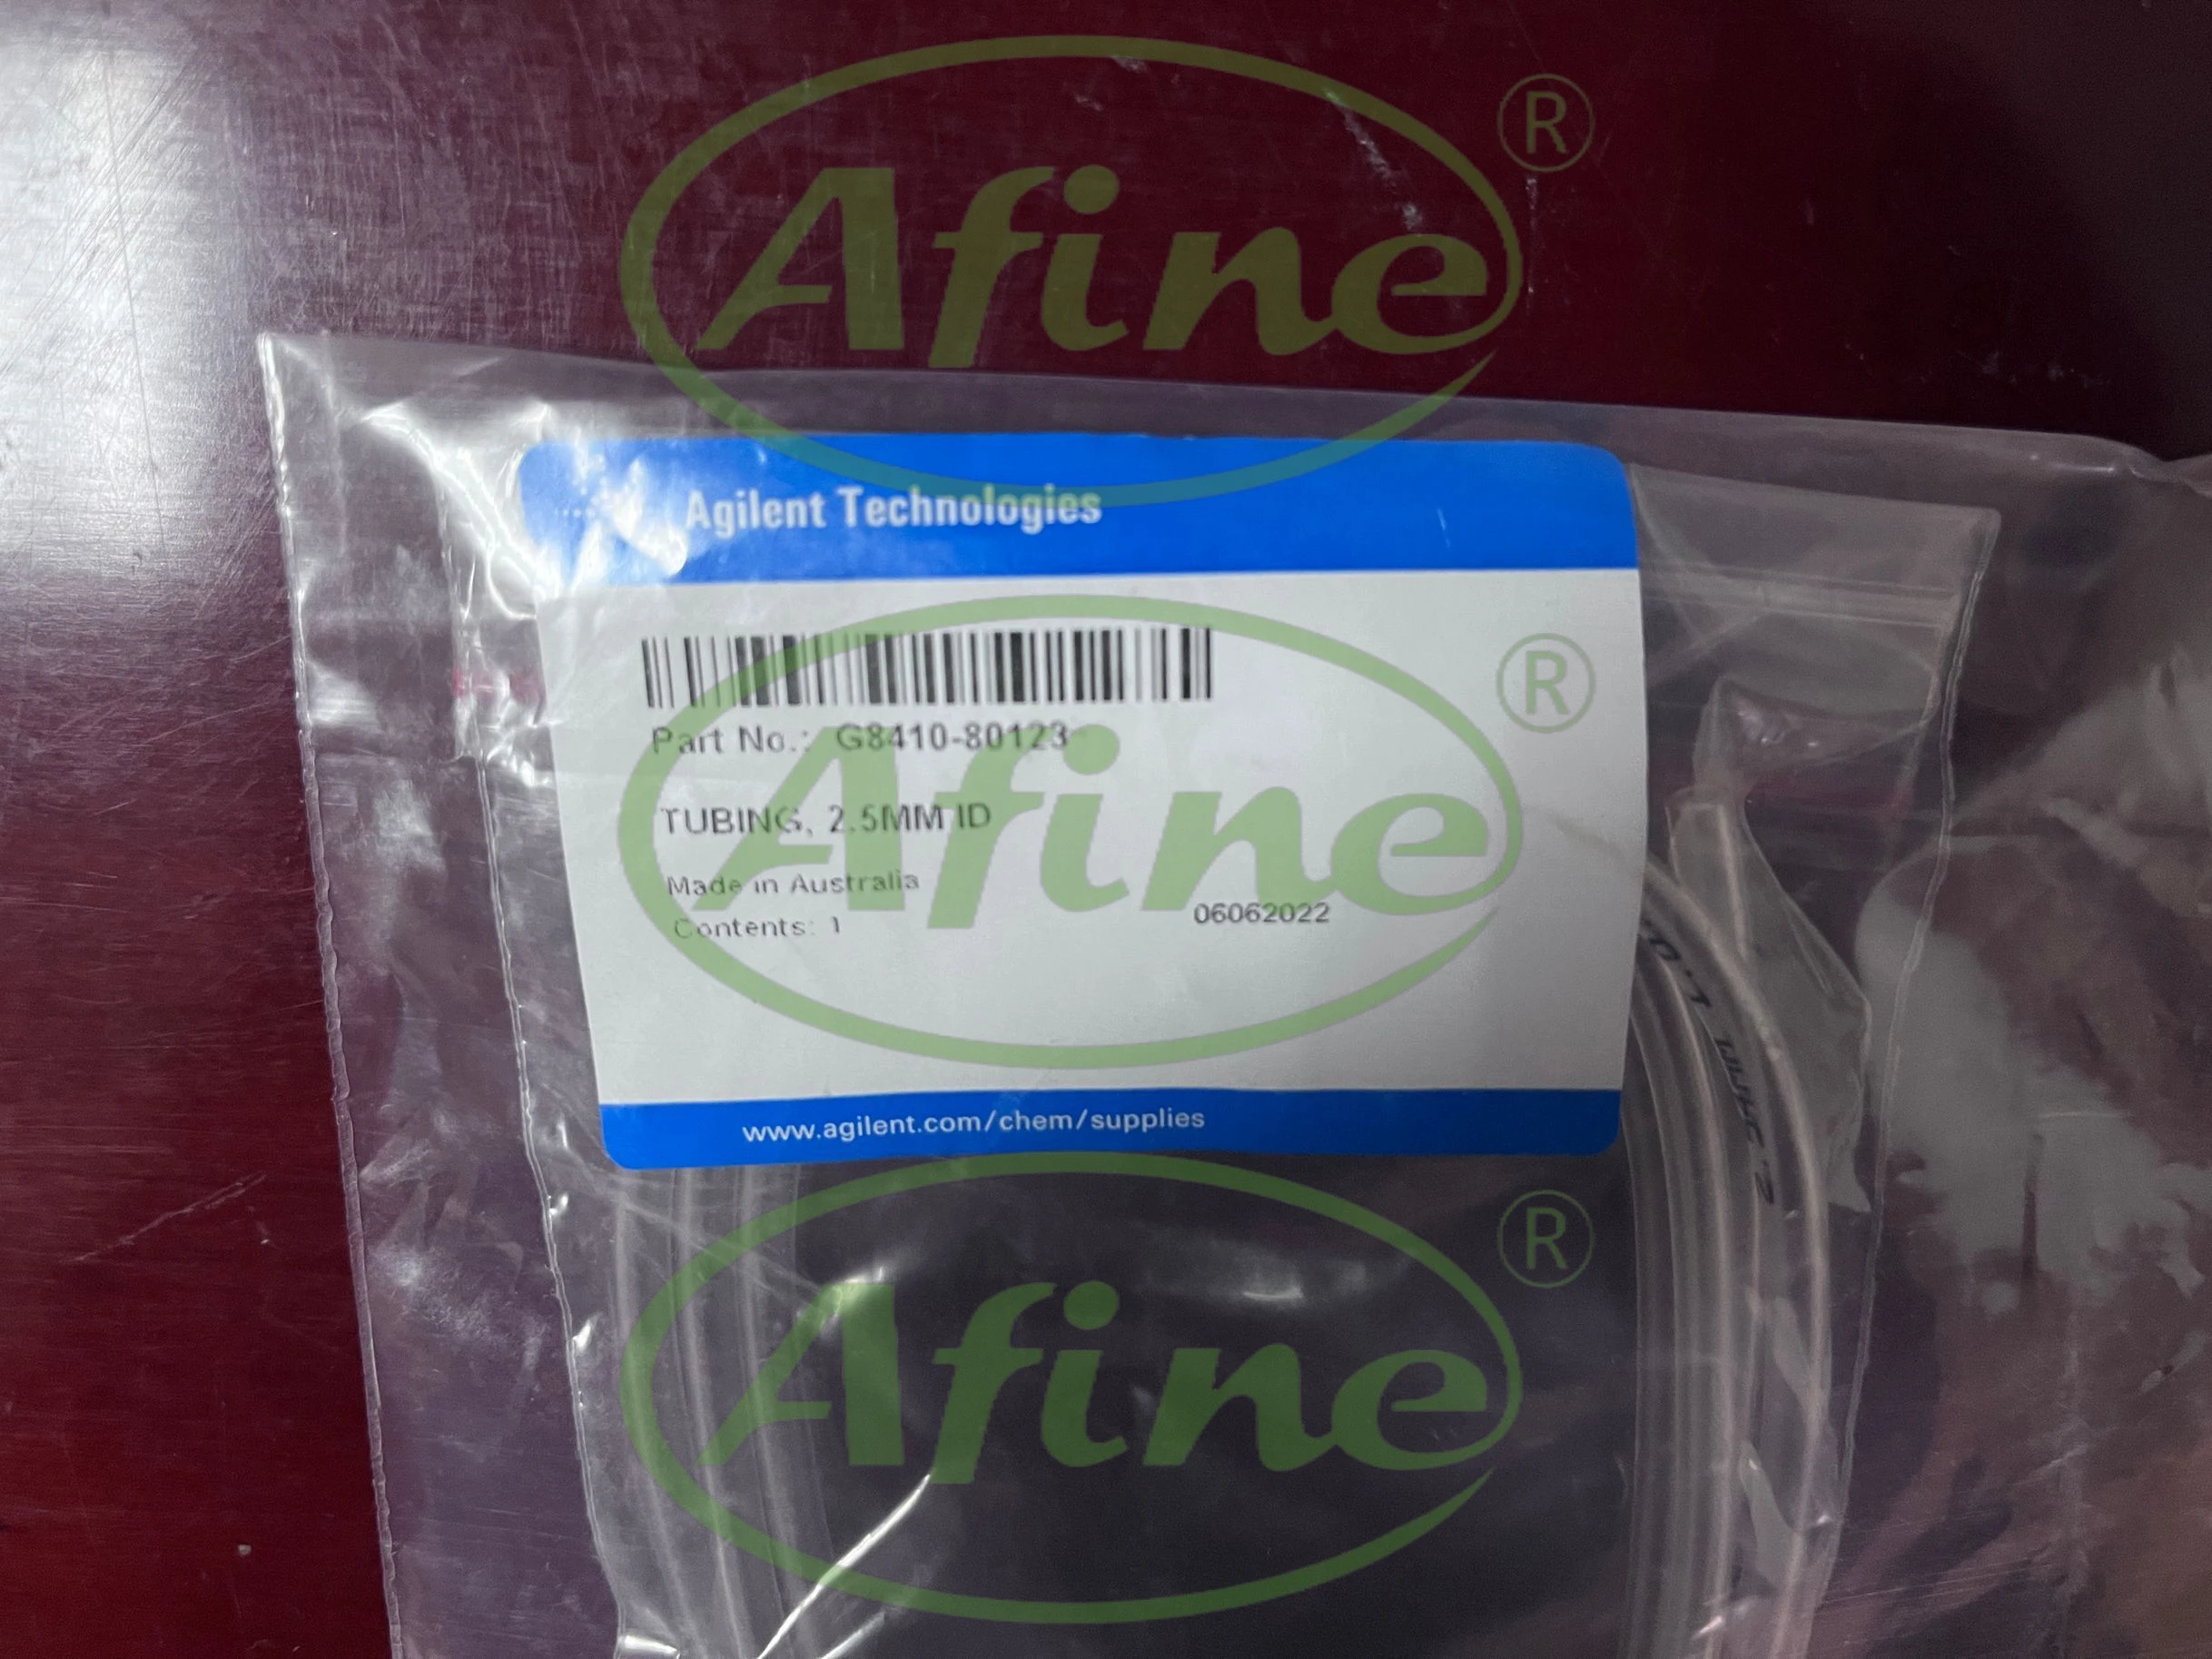 Afine ®
Agilent Technologies
Part No.: G8410-80123
Afine ®
TUBING, 2.5MM ID
Made in Australia
06062022
Contents: 1
www.agilent.com/chem/supplies
Afine ®